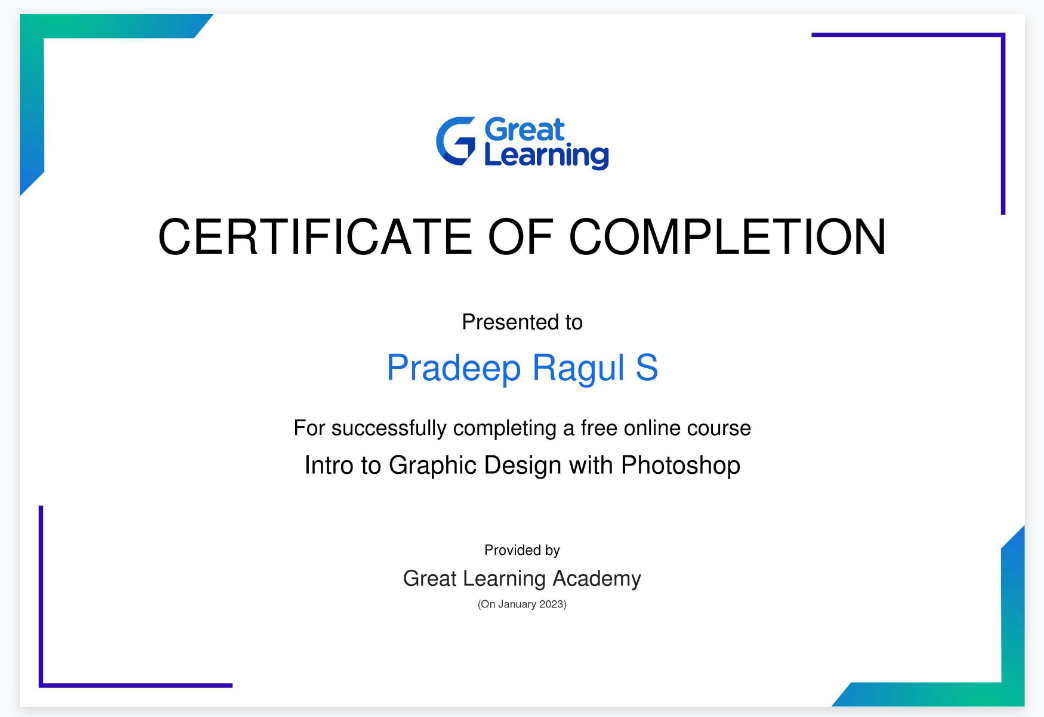 Great
Learning
CERTIFICATE OF COMPLETION
Presented to
Pradeep Ragul S
For successfully completing a free online course
Intro to Graphic Design with Photoshop
Provided by
Great Learning Academy
(On January 2023)